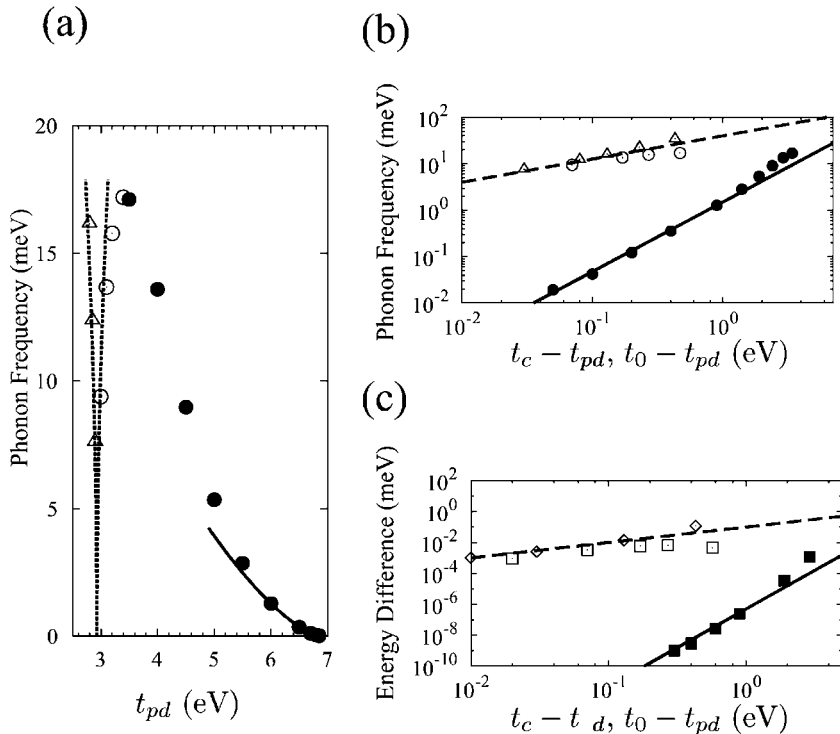 (a)
Phonon Frequency (meV)
20
15
10
5
0
3 4 5 6 7
t_pd (eV)
(b)
Phonon Frequency (meV)
10^2
10^1
10^0
10^-1
10^-2
10^-2 10^-1 10^0
t_c − t_pd, t_0 − t_pd (eV)
(c)
Energy Difference (meV)
10^2
10^0
10^-2
10^-4
10^-6
10^-8
10^-10
10^-2 10^-1 10^0
t_c − t d, t_0 − t_pd (eV)